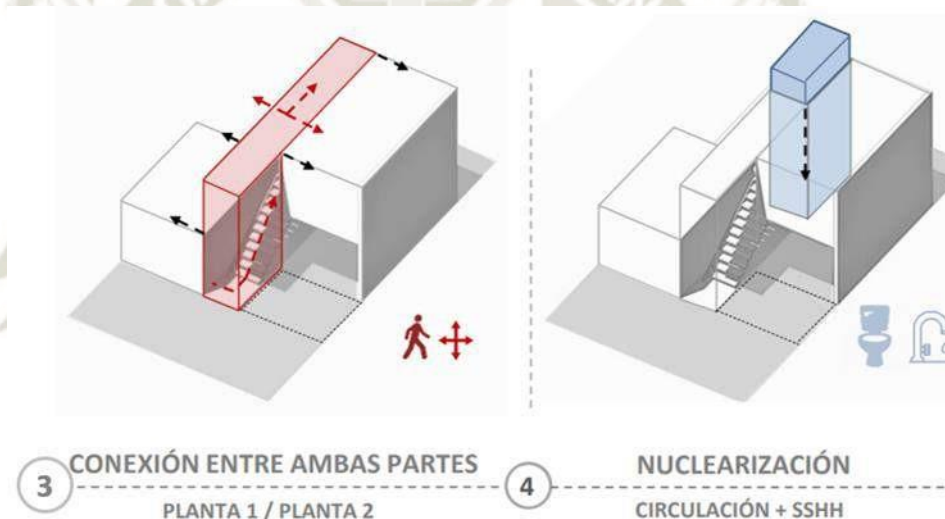 3
CONEXIÓN ENTRE AMBAS PARTES
PLANTA 1 / PLANTA 2
4
NUCLEARIZACIÓN
CIRCULACIÓN + SSHH